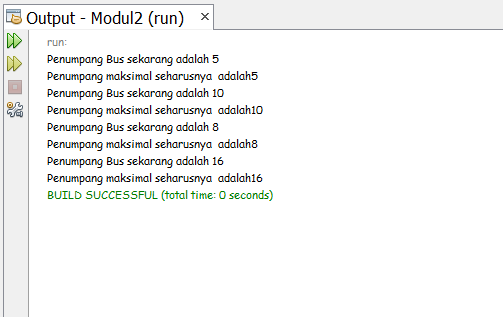 Output - Modul2 (run) ×
run:
Penumpang Bus sekarang adalah 5
Penumpang maksimal seharusnya  adalah5
Penumpang Bus sekarang adalah 10
Penumpang maksimal seharusnya  adalah10
Penumpang Bus sekarang adalah 8
Penumpang maksimal seharusnya  adalah8
Penumpang Bus sekarang adalah 16
Penumpang maksimal seharusnya  adalah16
BUILD SUCCESSFUL (total time: 0 seconds)